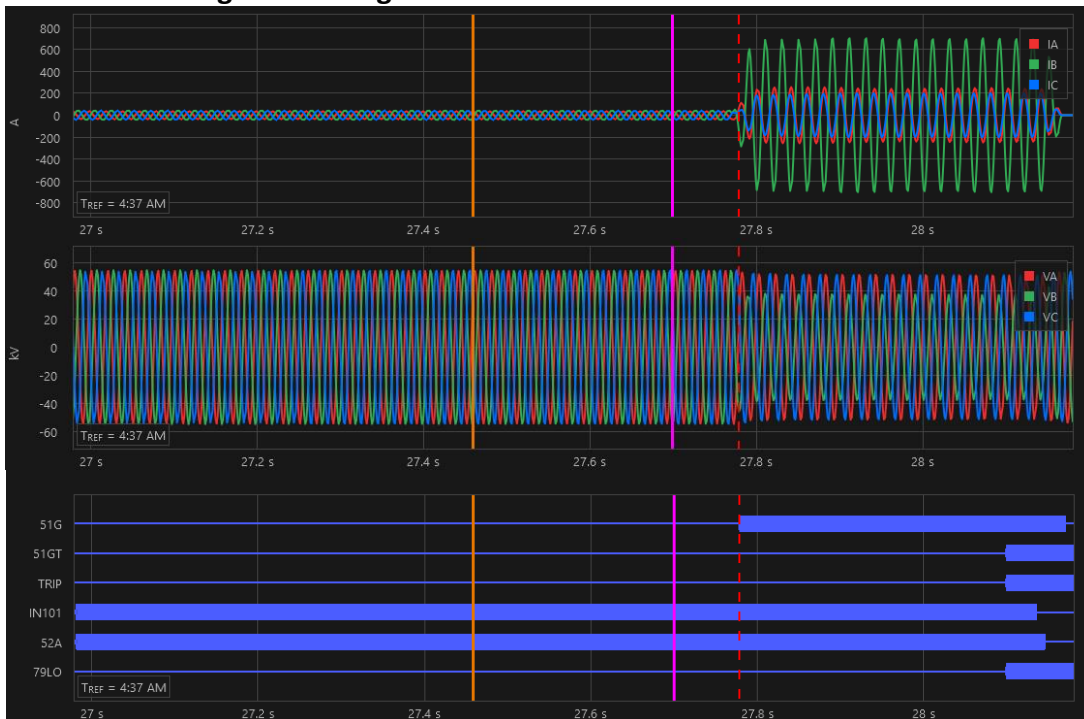 800
600
400
200
0
-200
-400
-600
-800
A
IA
IB
IC
TREF = 4:37 AM
27 s
27.2 s
27.4 s
27.6 s
27.8 s
28 s
60
40
20
0
-20
-40
-60
kV
VA
VB
VC
TREF = 4:37 AM
27 s
27.2 s
27.4 s
27.6 s
27.8 s
28 s
51G
51GT
TRIP
IN101
52A
79LO
TREF = 4:37 AM
27 s
27.2 s
27.4 s
27.6 s
27.8 s
28 s